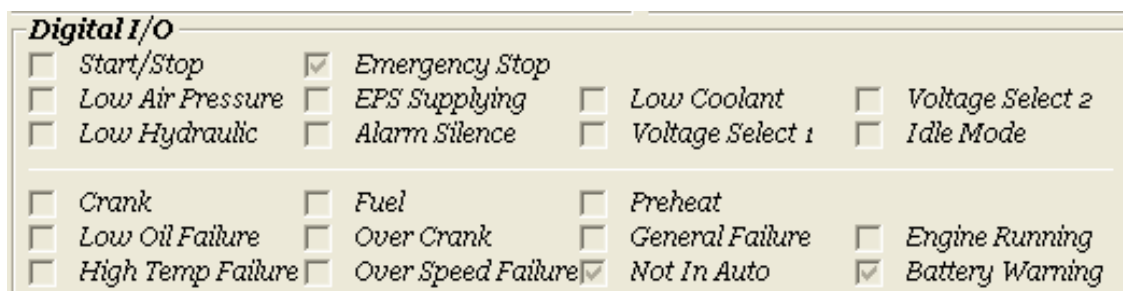 Digital I/O
Start/Stop Emergency Stop
Low Air Pressure EPS Supplying Low Coolant Voltage Select 2
Low Hydraulic Alarm Silence Voltage Select 1 Idle Mode
Crank Fuel Preheat
Low Oil Failure Over Crank General Failure Engine Running
High Temp Failure Over Speed Failure Not In Auto Battery Warning